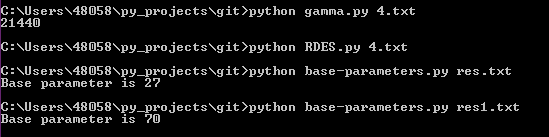 C:\Users\48058\py_projects\git>python gamma.py 4.txt
21440
C:\Users\48058\py_projects\git>python RDES.py 4.txt
C:\Users\48058\py_projects\git>python base-parameters.py res.txt
Base parameter is 27
C:\Users\48058\py_projects\git>python base-parameters.py res1.txt
Base parameter is 70